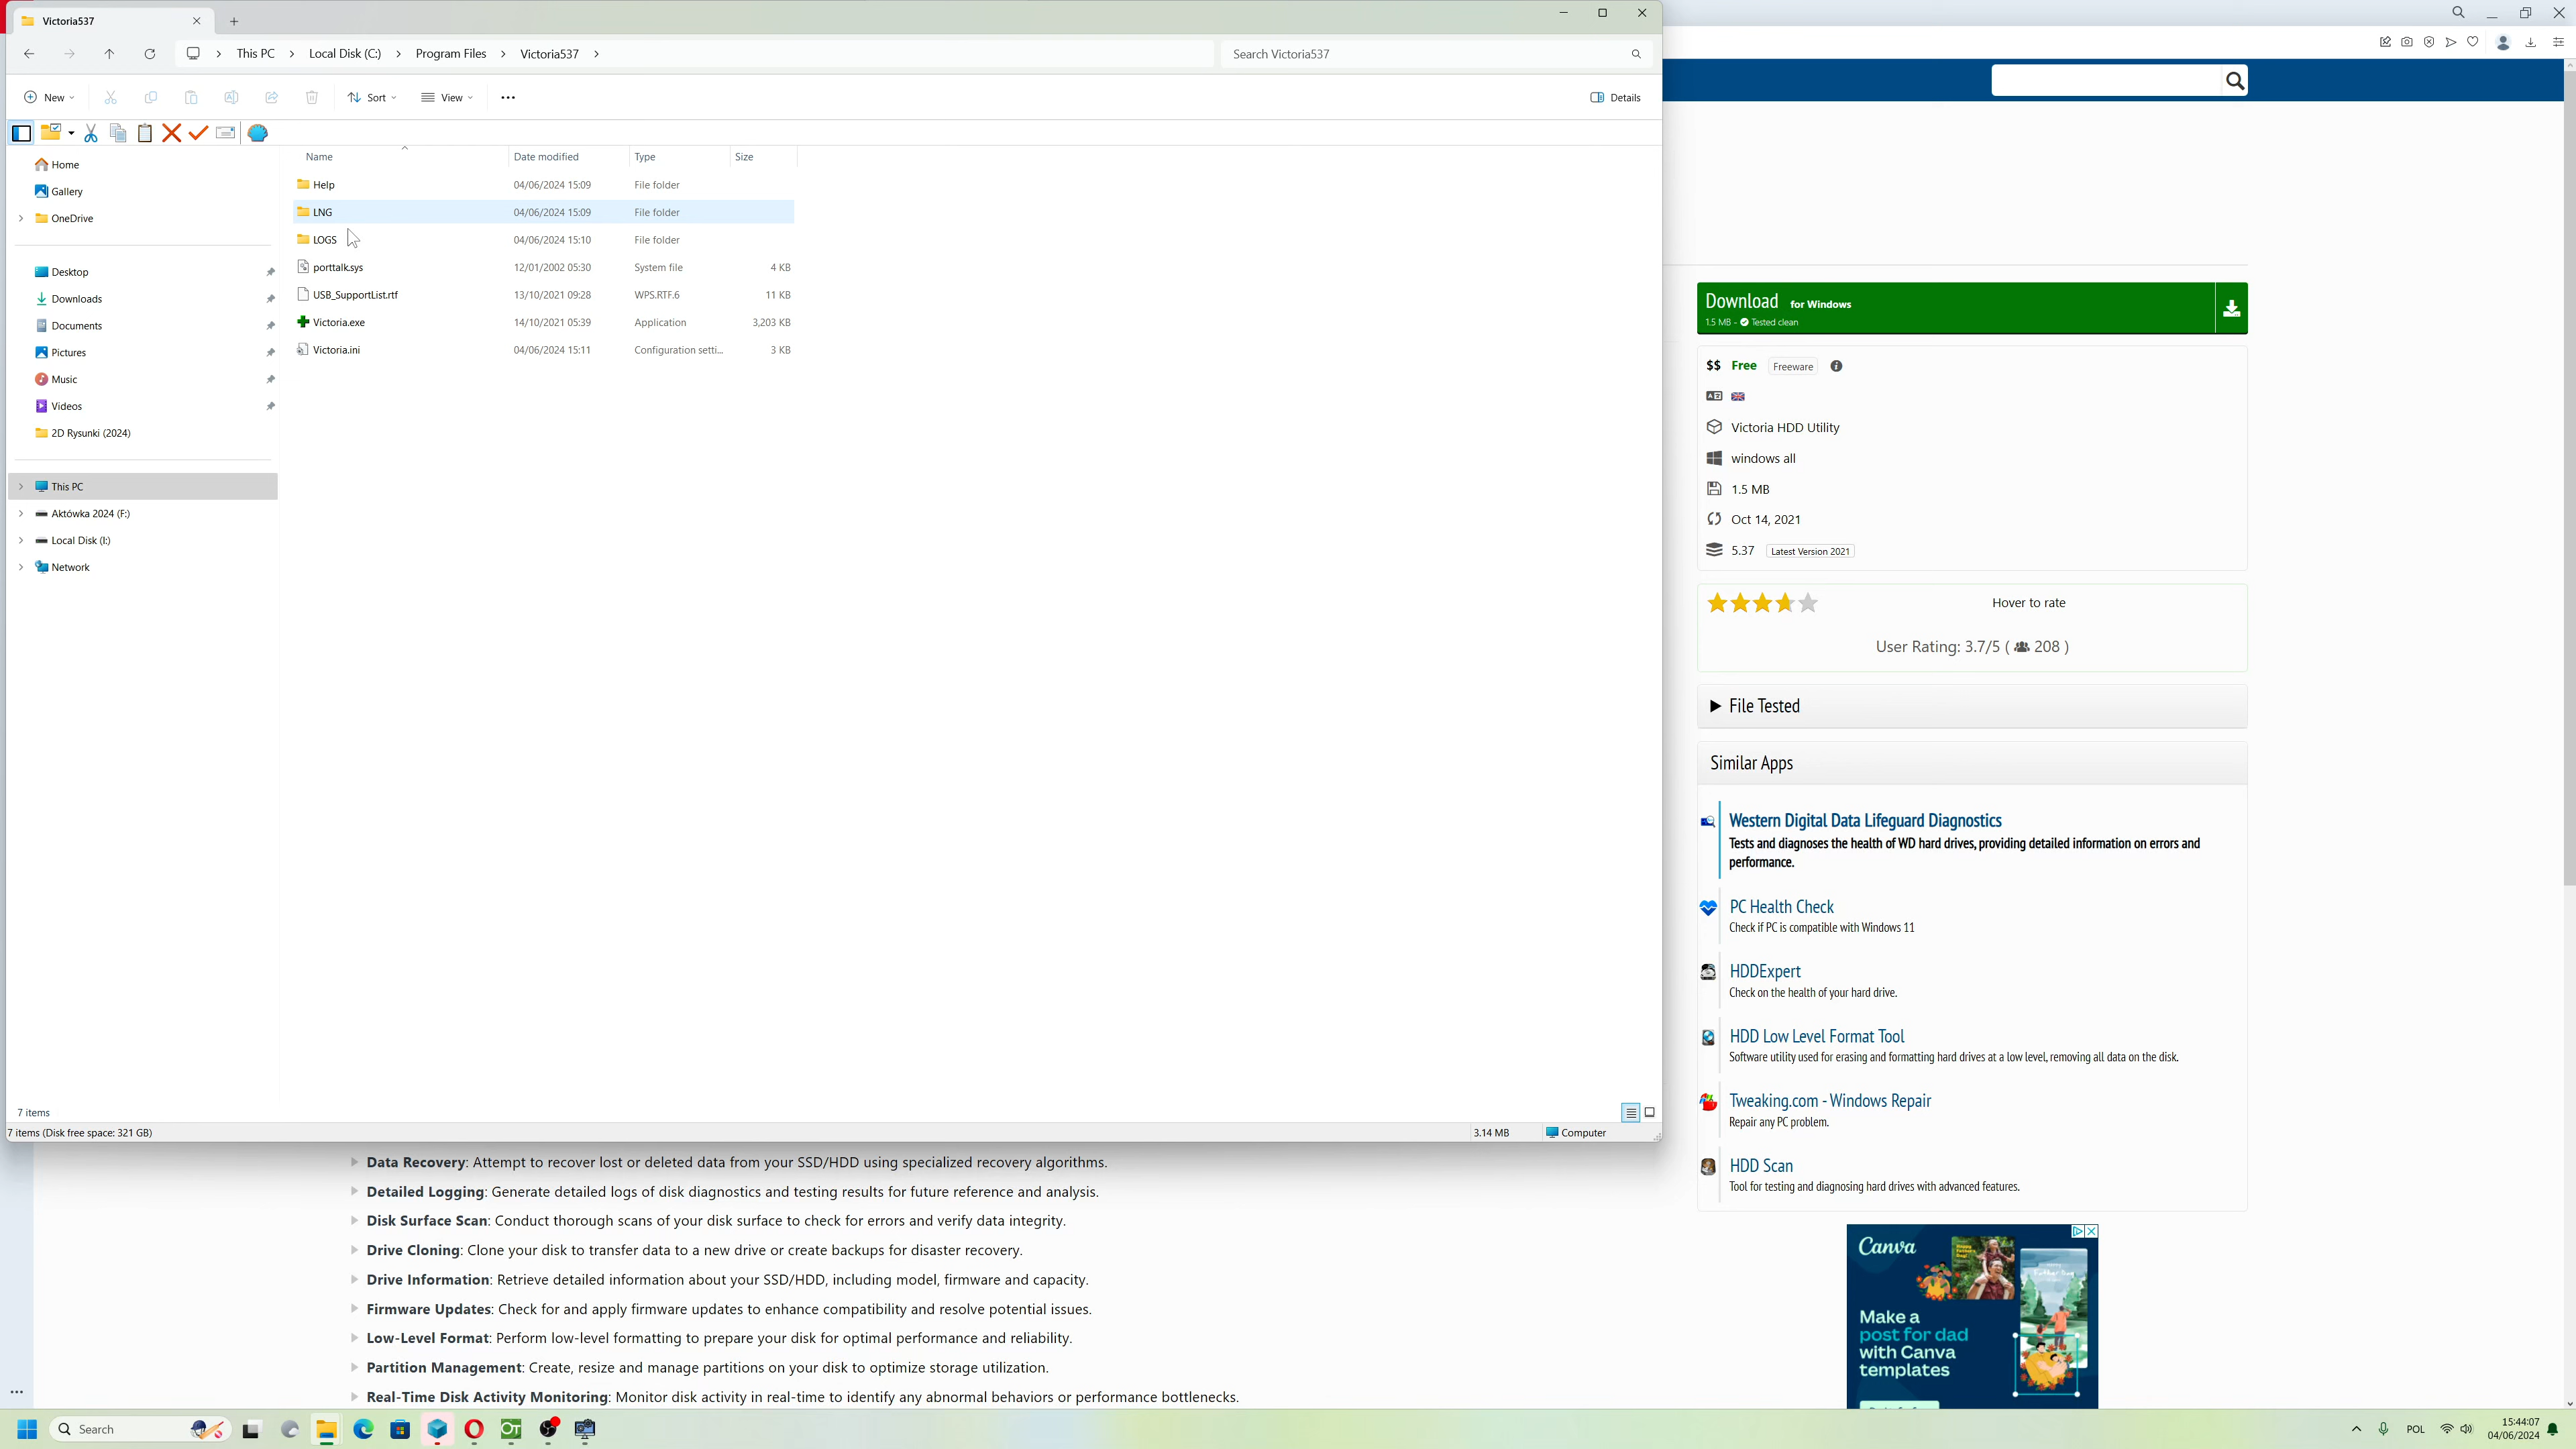 Victoria537
This PC
Local Disk (C:)
Program Files
Victoria537
Search Victoria537
New
Sort
View
Details
Name
Date modified
Type
Size
Home
Gallery
OneDrive
Desktop
Downloads
Documents
Pictures
Music
Videos
2D Rysunki (2024)
This PC
Aktówka 2024 (F:)
Local Disk (I:)
Network
Help 04/06/2024 15:09 File folder
LNG 04/06/2024 15:09 File folder
LOGS 04/06/2024 15:10 File folder
porttalk.sys 12/01/2002 05:30 System file 4 KB
USB_SupportList.rtf 13/10/2021 09:28 WPS.RTF.6 11 KB
Victoria.exe 14/10/2021 05:39 Application 3,203 KB
Victoria.ini 04/06/2024 15:11 Configuration setti... 3 KB
7 items
7 items (Disk free space: 321 GB)
3.14 MB
Computer
Download for Windows
1.5 MB - Tested clean
$$ Free Freeware
Victoria HDD Utility
windows all
1.5 MB
Oct 14, 2021
5.37 Latest Version 2021
Hover to rate
User Rating: 3.7/5 ( 208 )
File Tested
Similar Apps
Western Digital Data Lifeguard Diagnostics
Tests and diagnoses the health of WD hard drives, providing detailed information on errors and
performance.
PC Health Check
Check if PC is compatible with Windows 11
HDDExpert
Check on the health of your hard drive.
HDD Low Level Format Tool
Software utility used for erasing and formatting hard drives at a low level, removing all data on the disk.
Tweaking.com - Windows Repair
Repair any PC problem.
HDD Scan
Tool for testing and diagnosing hard drives with advanced features.
Canva
Make a
post for dad
with Canva
templates
Data Recovery: Attempt to recover lost or deleted data from your SSD/HDD using specialized recovery algorithms.
Detailed Logging: Generate detailed logs of disk diagnostics and testing results for future reference and analysis.
Disk Surface Scan: Conduct thorough scans of your disk surface to check for errors and verify data integrity.
Drive Cloning: Clone your disk to transfer data to a new drive or create backups for disaster recovery.
Drive Information: Retrieve detailed information about your SSD/HDD, including model, firmware and capacity.
Firmware Updates: Check for and apply firmware updates to enhance compatibility and resolve potential issues.
Low-Level Format: Perform low-level formatting to prepare your disk for optimal performance and reliability.
Partition Management: Create, resize and manage partitions on your disk to optimize storage utilization.
Real-Time Disk Activity Monitoring: Monitor disk activity in real-time to identify any abnormal behaviors or performance bottlenecks.
Search
OT
POL
15:44:07
04/06/2024